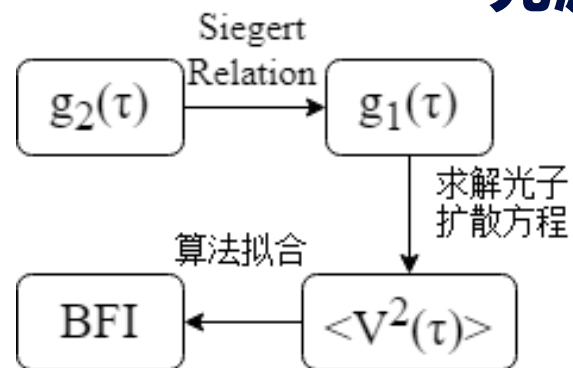 Siegert
Relation
g₂(τ)
g₁(τ)
求解光子
扩散方程
算法拟合
BFI
<V²(τ)>